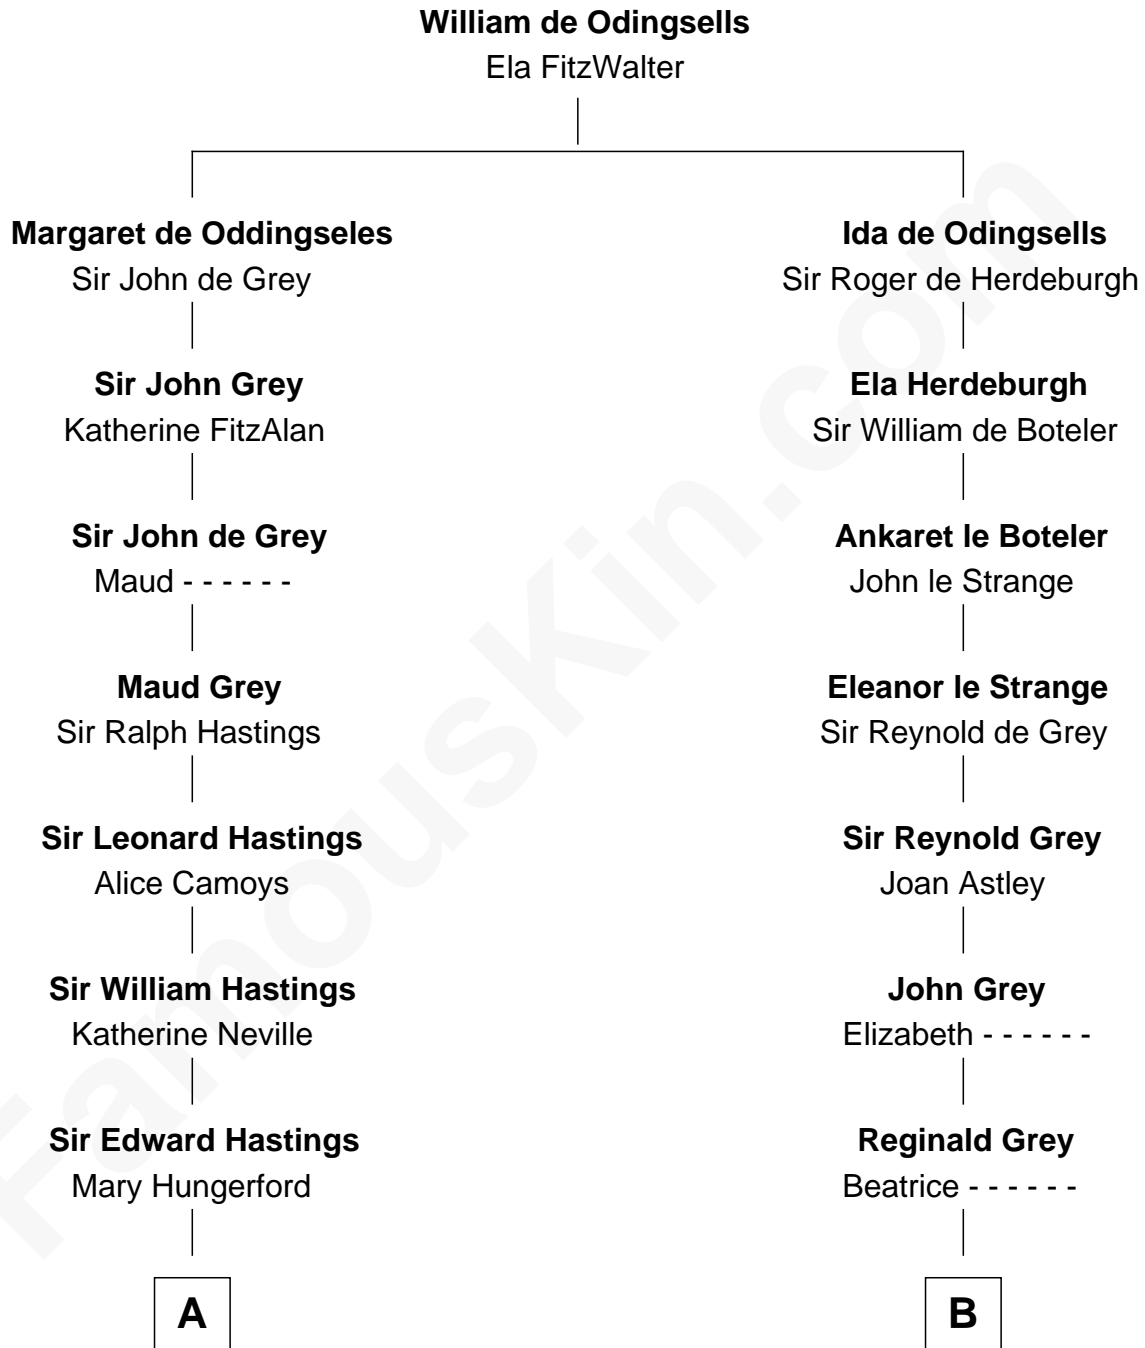 William de Odingsells
Ela FitzWalter
Margaret de Oddingseles
Sir John de Grey
Ida de Odingsells
Sir Roger de Herdeburgh
Sir John Grey
Katherine FitzAlan
Ela Herdeburgh
Sir William de Boteler
Sir John de Grey
Maud - - - - - -
Ankaret le Boteler
John le Strange
Maud Grey
Sir Ralph Hastings
Eleanor le Strange
Sir Reynold de Grey
Sir Leonard Hastings
Alice Camoys
Sir Reynold Grey
Joan Astley
Sir William Hastings
Katherine Neville
John Grey
Elizabeth - - - - - -
Sir Edward Hastings
Mary Hungerford
Reginald Grey
Beatrice - - - - - -
A
B
FamousKin.com